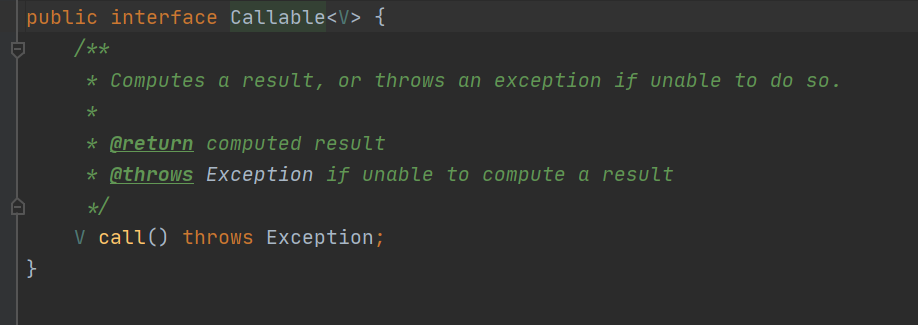 public interface Callable<V> {
/**
* Computes a result, or throws an exception if unable to do so.
*
* @return computed result
* @throws Exception if unable to compute a result
*/
V call() throws Exception;
}